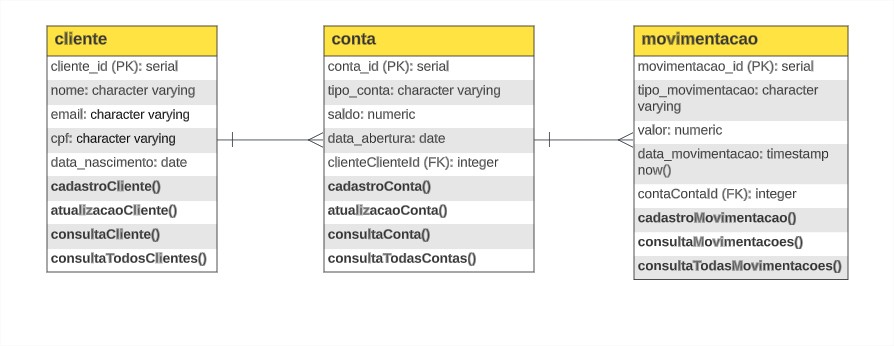 cliente
cliente_id (PK): serial
nome: character varying
email: character varying
cpf: character varying
data_nascimento: date
cadastroCliente()
atualizacaoCliente()
consultaCliente()
consultaTodosClientes()
conta
conta_id (PK): serial
tipo_conta: character varying
saldo: numeric
data_abertura: date
clienteClienteId (FK): integer
cadastroConta()
atualizacaoConta()
consultaConta()
consultaTodasContas()
movimentacao
movimentacao_id (PK): serial
tipo_movimentacao: character
varying
valor: numeric
data_movimentacao: timestamp
now()
contaContaId (FK): integer
cadastroMovimentacao()
consultaMovimentacoes()
consultaTodasMovimentacoes()